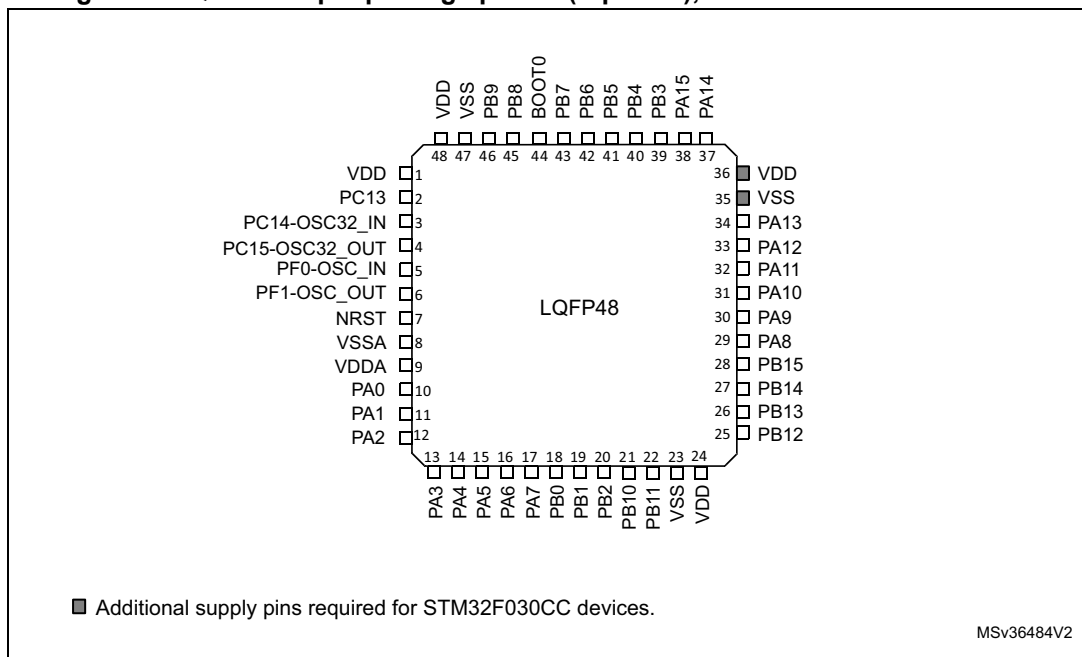 VDD
VSS
PB9
PB8
BOOT0
PB7
PB6
PB5
PB4
PB3
PA15
PA14
48 47 46 45 44 43 42 41 40 39 38 37
VDD 1
PC13 2
PC14-OSC32_IN 3
PC15-OSC32_OUT 4
PF0-OSC_IN 5
PF1-OSC_OUT 6
NRST 7
VSSA 8
VDDA 9
PA0 10
PA1 11
PA2 12
LQFP48
36 VDD
35 VSS
34 PA13
33 PA12
32 PA11
31 PA10
30 PA9
29 PA8
28 PB15
27 PB14
26 PB13
25 PB12
13 14 15 16 17 18 19 20 21 22 23 24
PA3
PA4
PA5
PA6
PA7
PB0
PB1
PB2
PB10
PB11
VSS
VDD
Additional supply pins required for STM32F030CC devices.
MSv36484V2